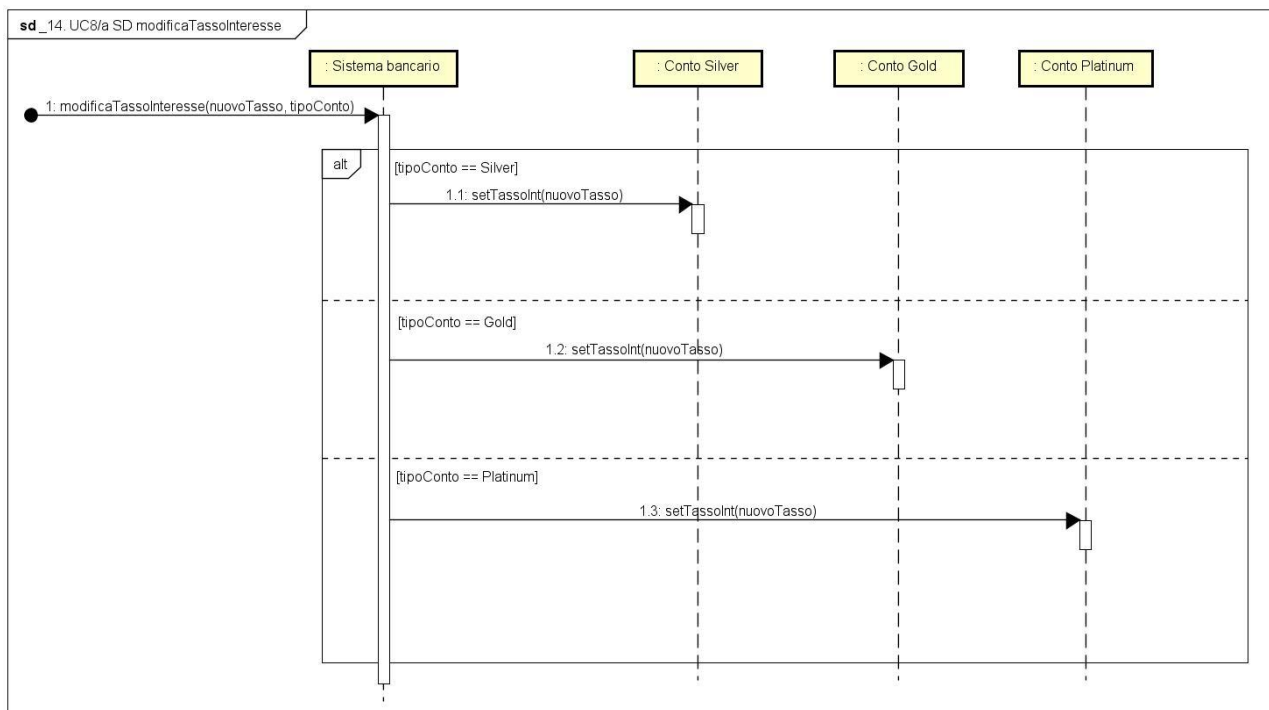 sd _14. UC8/a SD modificaTassoInteresse
: Sistema bancario
: Conto Silver
: Conto Gold
: Conto Platinum
1: modificaTassoInteresse(nuovoTasso, tipoConto)
alt
[tipoConto == Silver]
1.1: setTassoInt(nuovoTasso)
[tipoConto == Gold]
1.2: setTassoInt(nuovoTasso)
[tipoConto == Platinum]
1.3: setTassoInt(nuovoTasso)